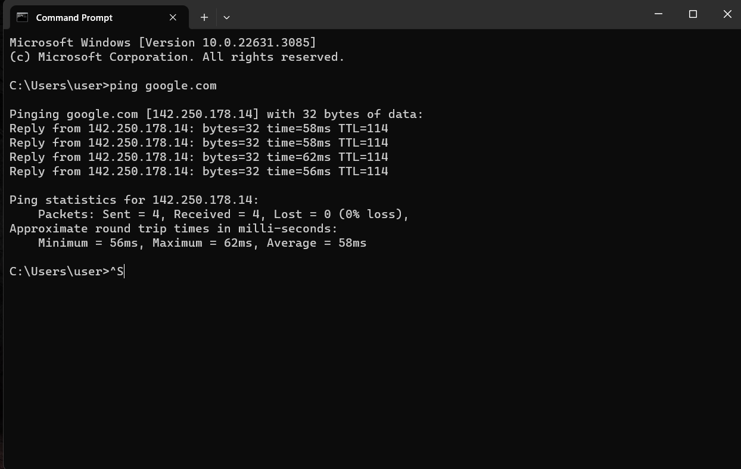 Command Prompt
Microsoft Windows [Version 10.0.22631.3085]
(c) Microsoft Corporation. All rights reserved.
C:\Users\user>ping google.com
Pinging google.com [142.250.178.14] with 32 bytes of data:
Reply from 142.250.178.14: bytes=32 time=58ms TTL=114
Reply from 142.250.178.14: bytes=32 time=58ms TTL=114
Reply from 142.250.178.14: bytes=32 time=62ms TTL=114
Reply from 142.250.178.14: bytes=32 time=56ms TTL=114
Ping statistics for 142.250.178.14:
    Packets: Sent = 4, Received = 4, Lost = 0 (0% loss),
Approximate round trip times in milli-seconds:
    Minimum = 56ms, Maximum = 62ms, Average = 58ms
C:\Users\user>^S